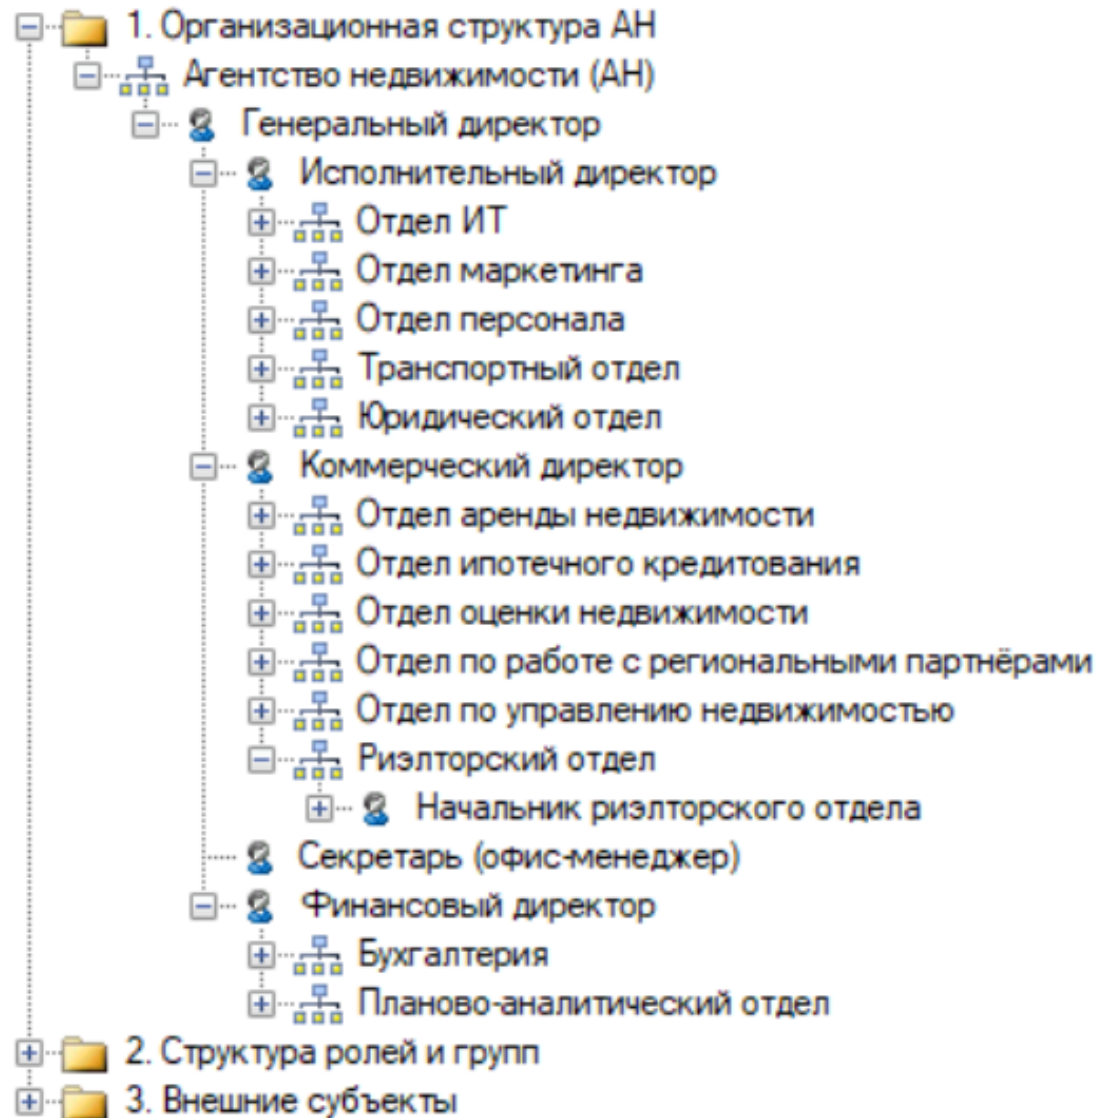 1. Организационная структура АН
Агентство недвижимости (АН)
Генеральный директор
Исполнительный директор
Отдел ИТ
Отдел маркетинга
Отдел персонала
Транспортный отдел
Юридический отдел
Коммерческий директор
Отдел аренды недвижимости
Отдел ипотечного кредитования
Отдел оценки недвижимости
Отдел по работе с региональными партнёрами
Отдел по управлению недвижимостью
Риэлторский отдел
Начальник риэлторского отдела
Секретарь (офис-менеджер)
Финансовый директор
Бухгалтерия
Планово-аналитический отдел
2. Структура ролей и групп
3. Внешние субъекты